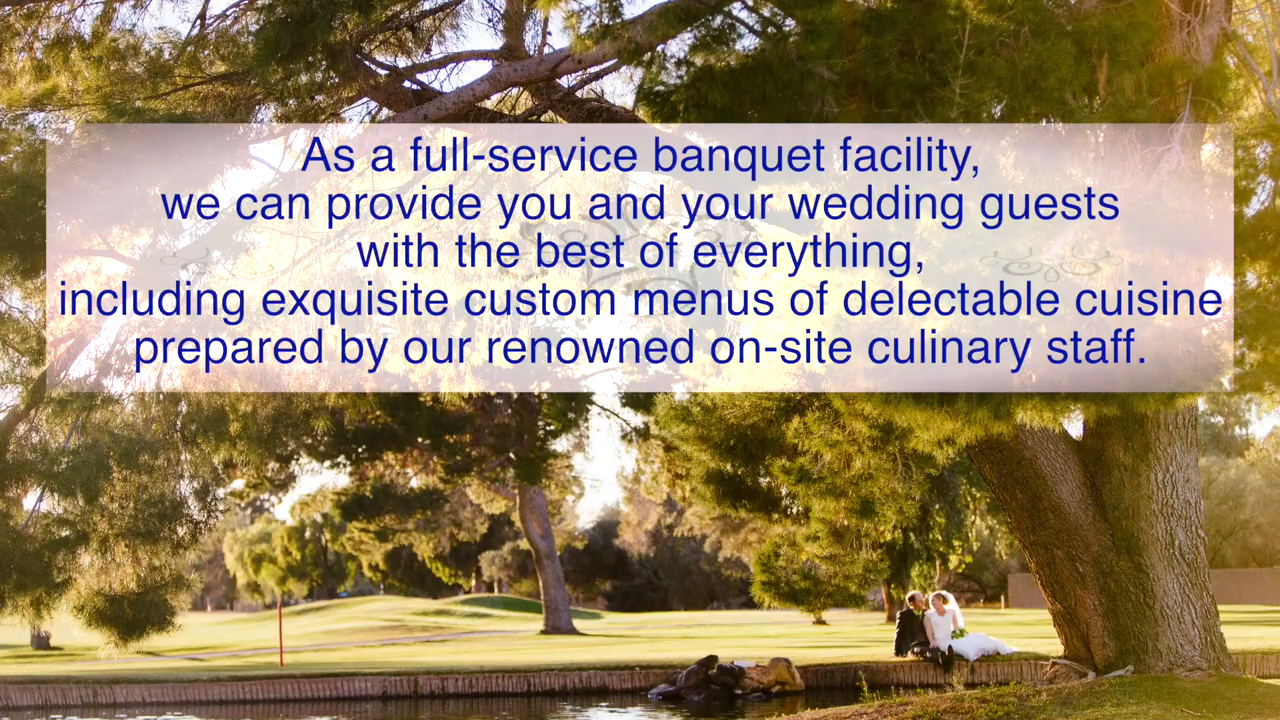 As a full-service banquet facility,
we can provide you and your wedding guests
with the best of everything,
including exquisite custom menus of delectable cuisine
prepared by our renowned on-site culinary staff.